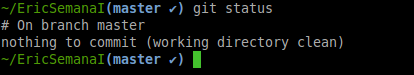 ~/EricSemanaI(master ✔) git status
# On branch master
nothing to commit (working directory clean)
~/EricSemanaI(master ✔)